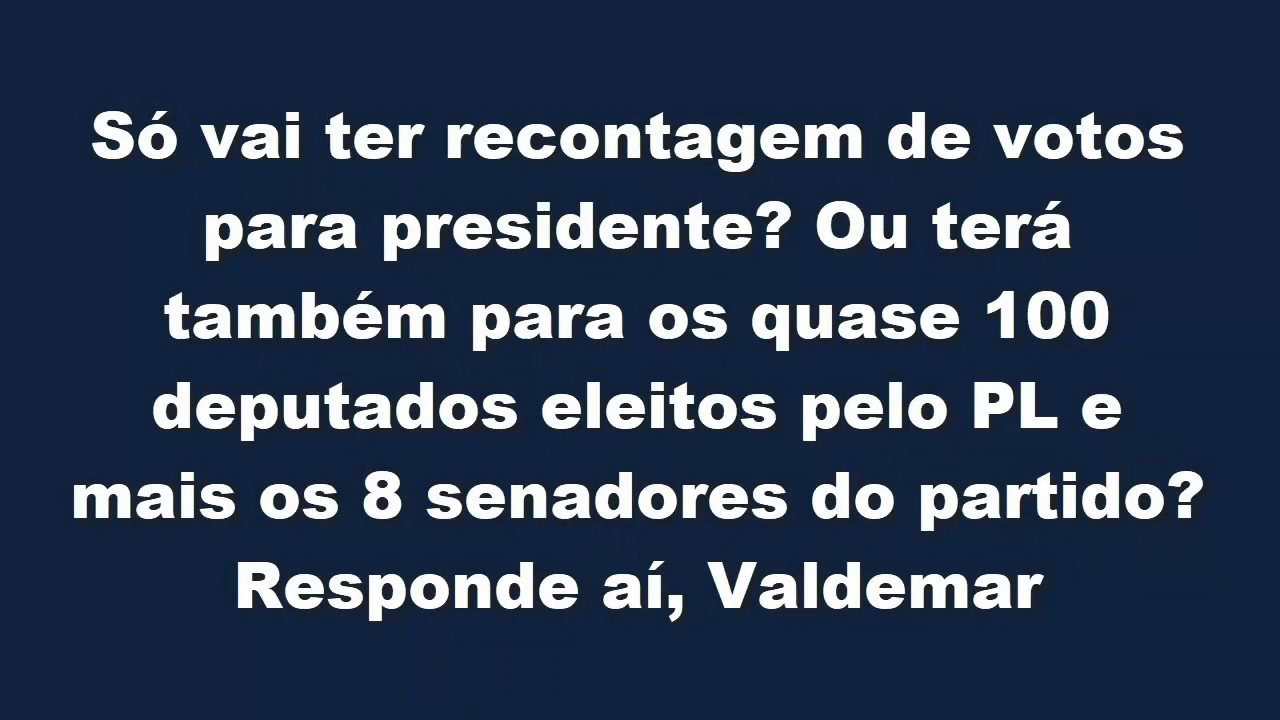 Só vai ter recontagem de votos
para presidente? Ou terá
também para os quase 100
deputados eleitos pelo PL e
mais os 8 senadores do partido?
Responde aí, Valdemar